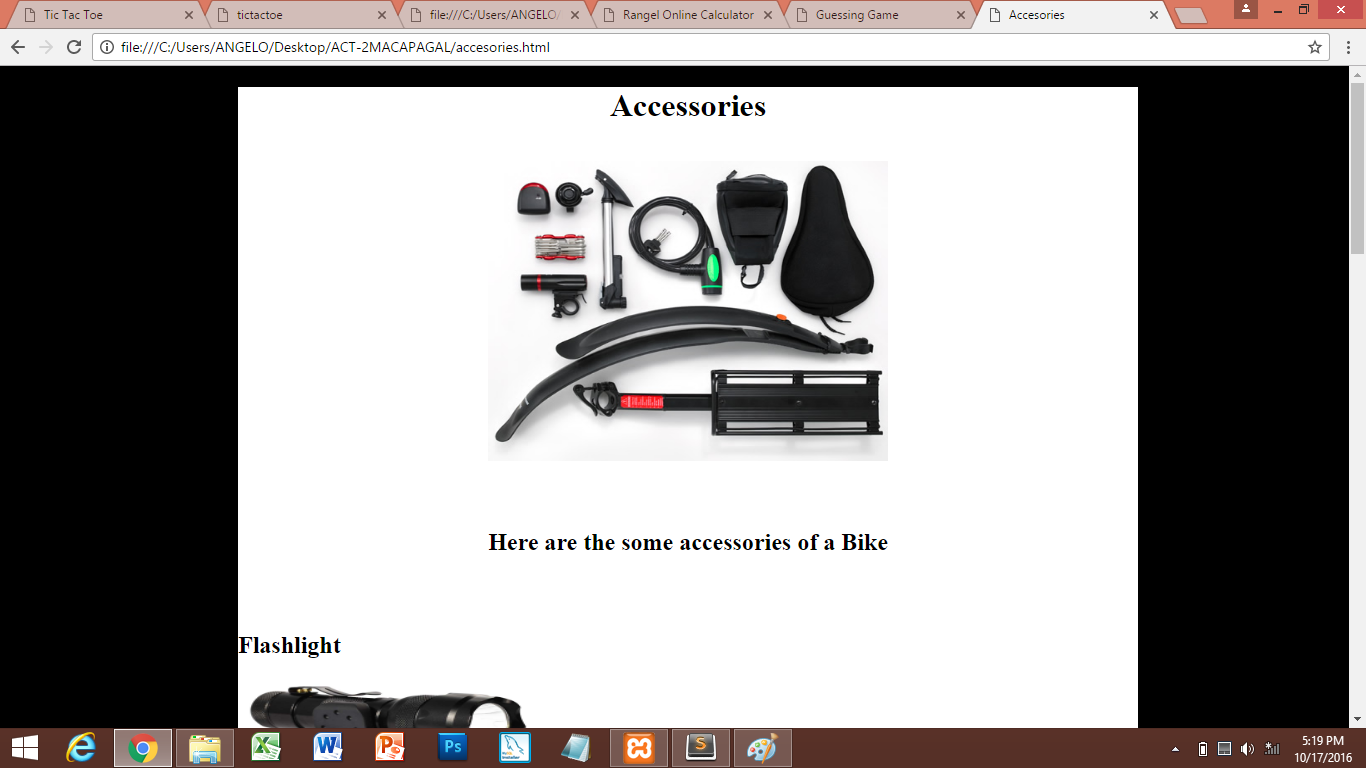 Tic Tac Toe
tictactoe
file:///C:/Users/ANGELO/
Rangel Online Calculator
Guessing Game
Accesories
file:///C:/Users/ANGELO/Desktop/ACT-2MACAPAGAL/accesories.html
Accessories
Here are the some accessories of a Bike
Flashlight
5:19 PM
10/17/2016